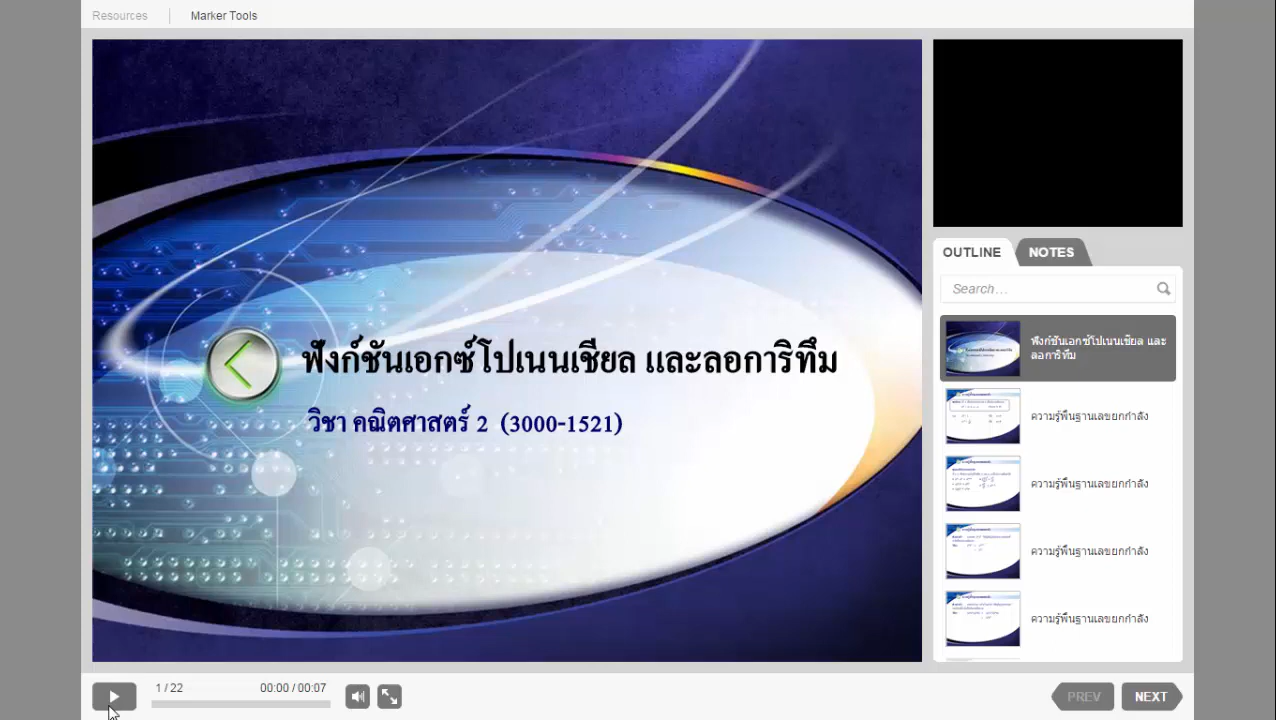 Resources
Marker Tools
ฟังก์ชันเอกซ์โปเนนเชียล และลอการิทึม
วิชา คณิตศาสตร์ 2 (3000-1521)
OUTLINE
NOTES
Search...
ฟังก์ชันเอกซ์โปเนนเชียล และ
ลอการิทึม
ความรู้พื้นฐานเลขยกกำลัง
ความรู้พื้นฐานเลขยกกำลัง
ความรู้พื้นฐานเลขยกกำลัง
ความรู้พื้นฐานเลขยกกำลัง
1 / 22
00:00 / 00:07
PREV
NEXT